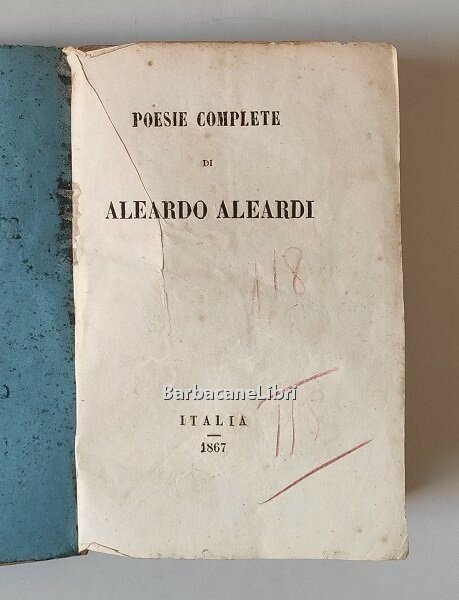 POESIE COMPLETE
DI
ALEARDO ALEARDI
118
BarbacaneLibri
ITALIA
1867